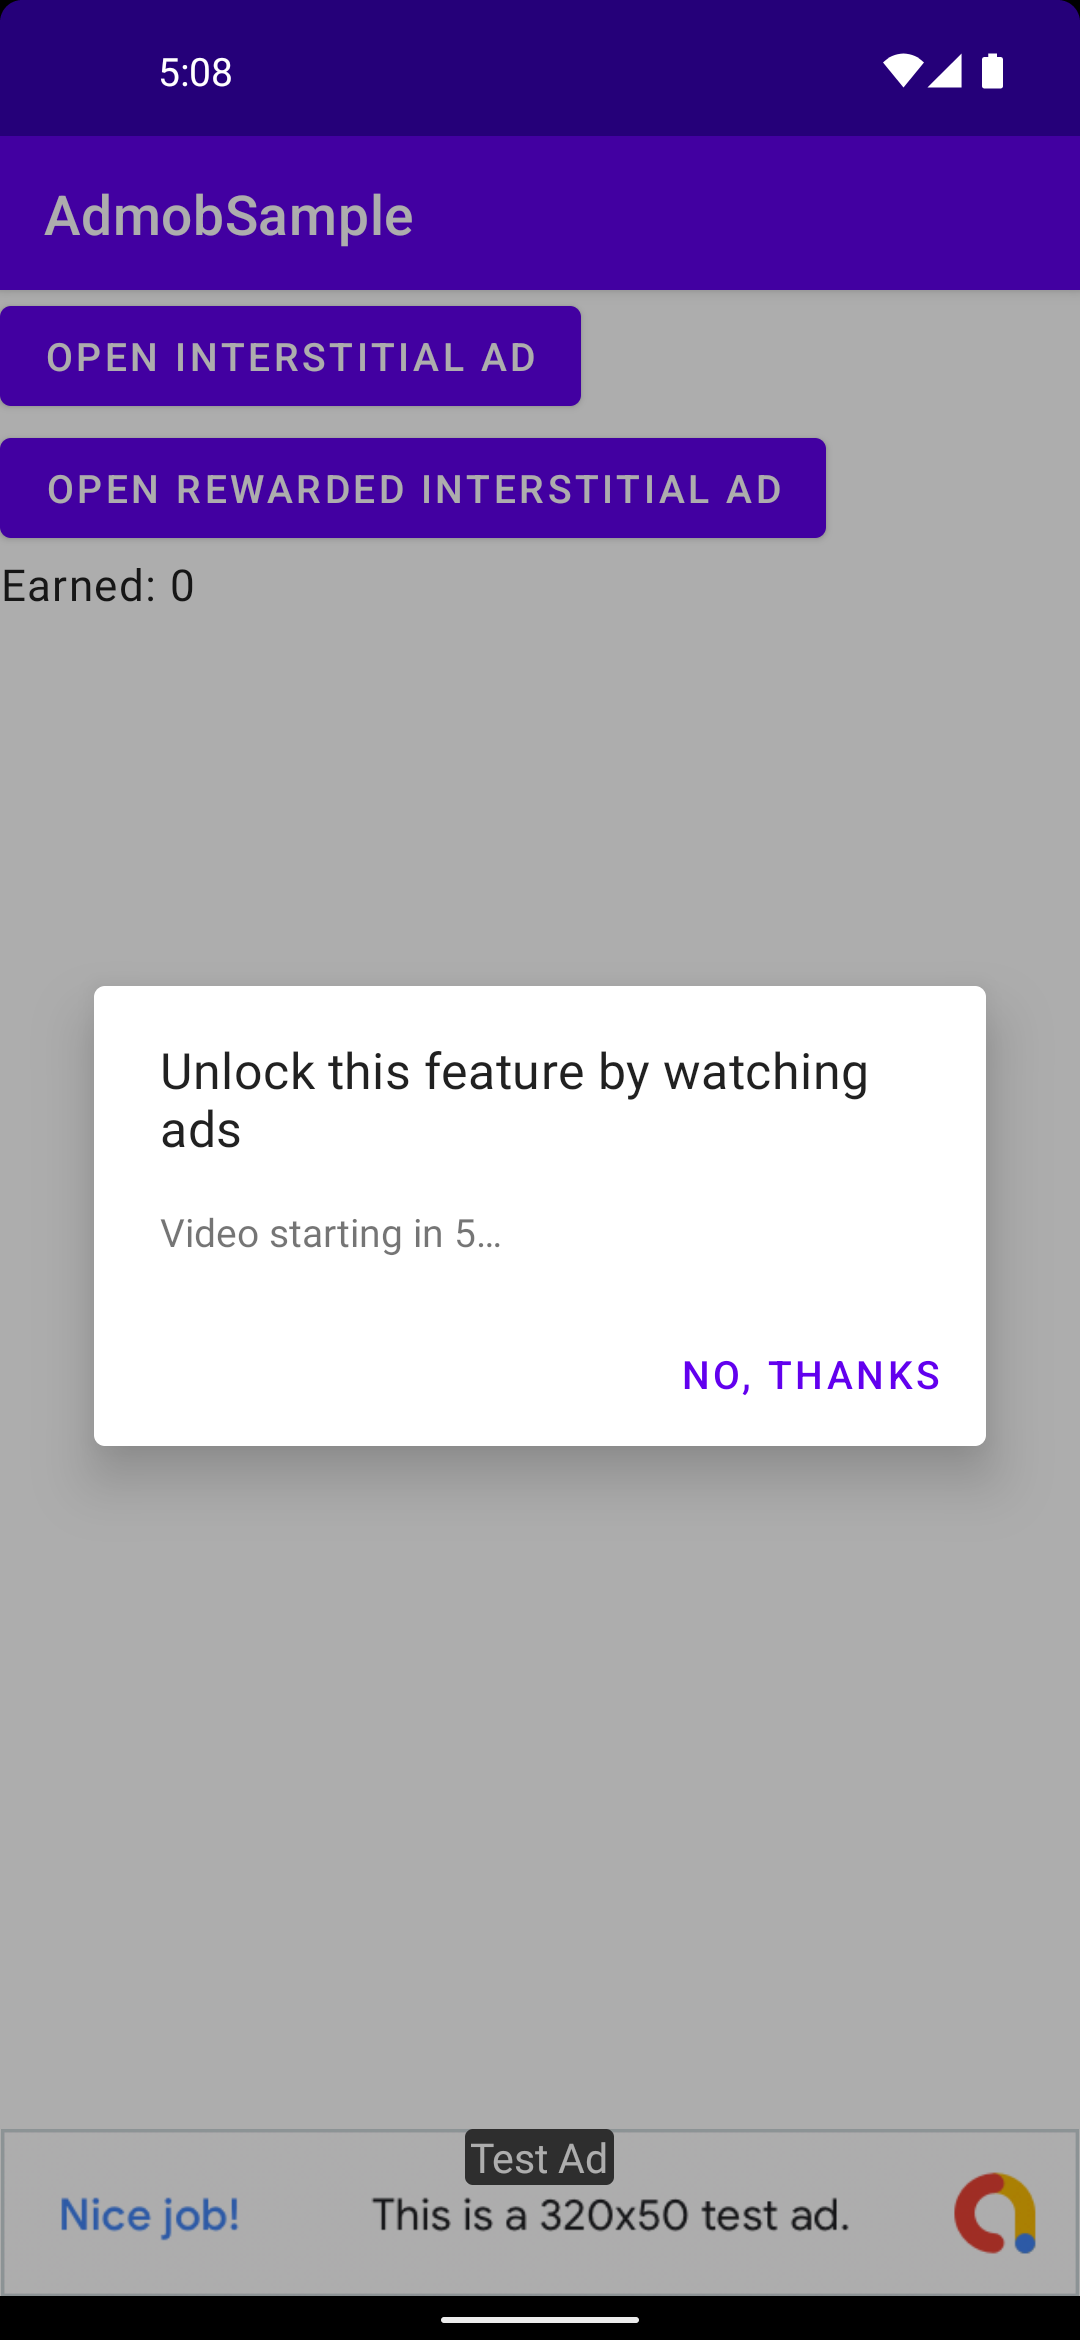 5:08
AdmobSample
OPEN INTERSTITIAL AD
OPEN REWARDED INTERSTITIAL AD
Earned: 0
Unlock this feature by watching
ads
Video starting in 5...
NO, THANKS
Test Ad
Nice job! This is a 320x50 test ad.